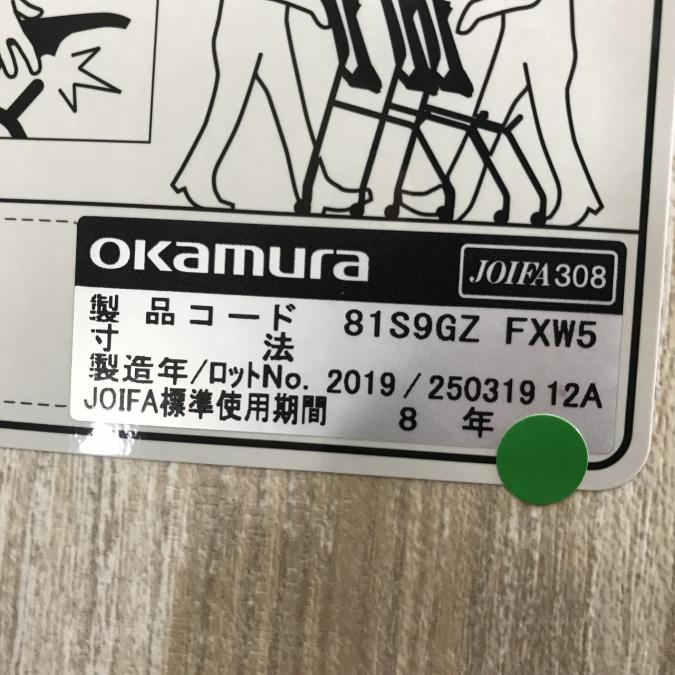 okamura
JOIFA308
製品コード 81S9GZ FXW5
寸法
製造年/ロットNo. 2019 / 250319 12A
JOIFA標準使用期間 8 年